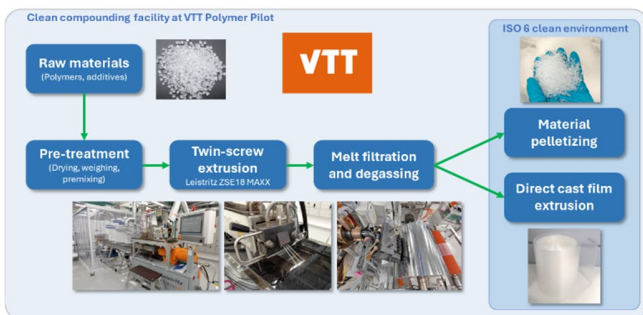 Clean compounding facility at VTT Polymer Pilot
ISO 6 clean environment
Raw materials
(Polymers, additives)
VTT
Pre-treatment
(Drying, weighing,
premixing)
Twin-screw
extrusion
Leistritz ZSE18 MAXX
Melt filtration
and degassing
Material
pelletizing
Direct cast film
extrusion